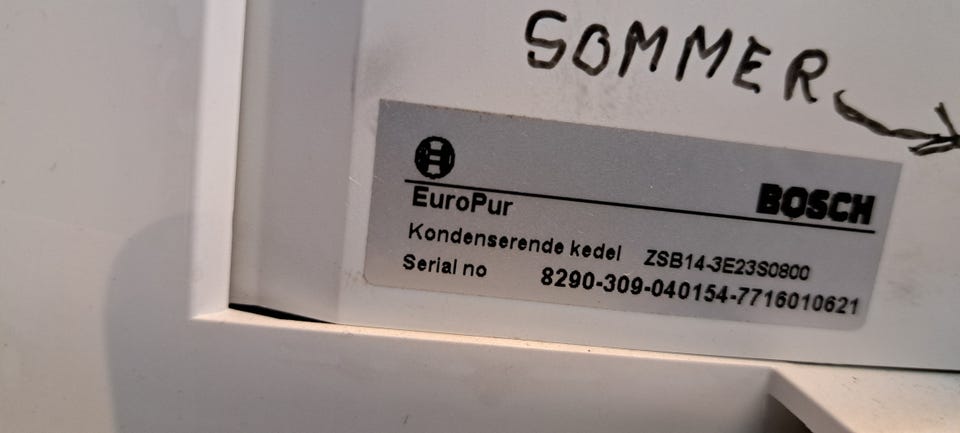 SOMMER
BOSCH
EuroPur
Kondenserende kedel ZSB14-3E23S0800
Serial no 8290-309-040154-7716010621